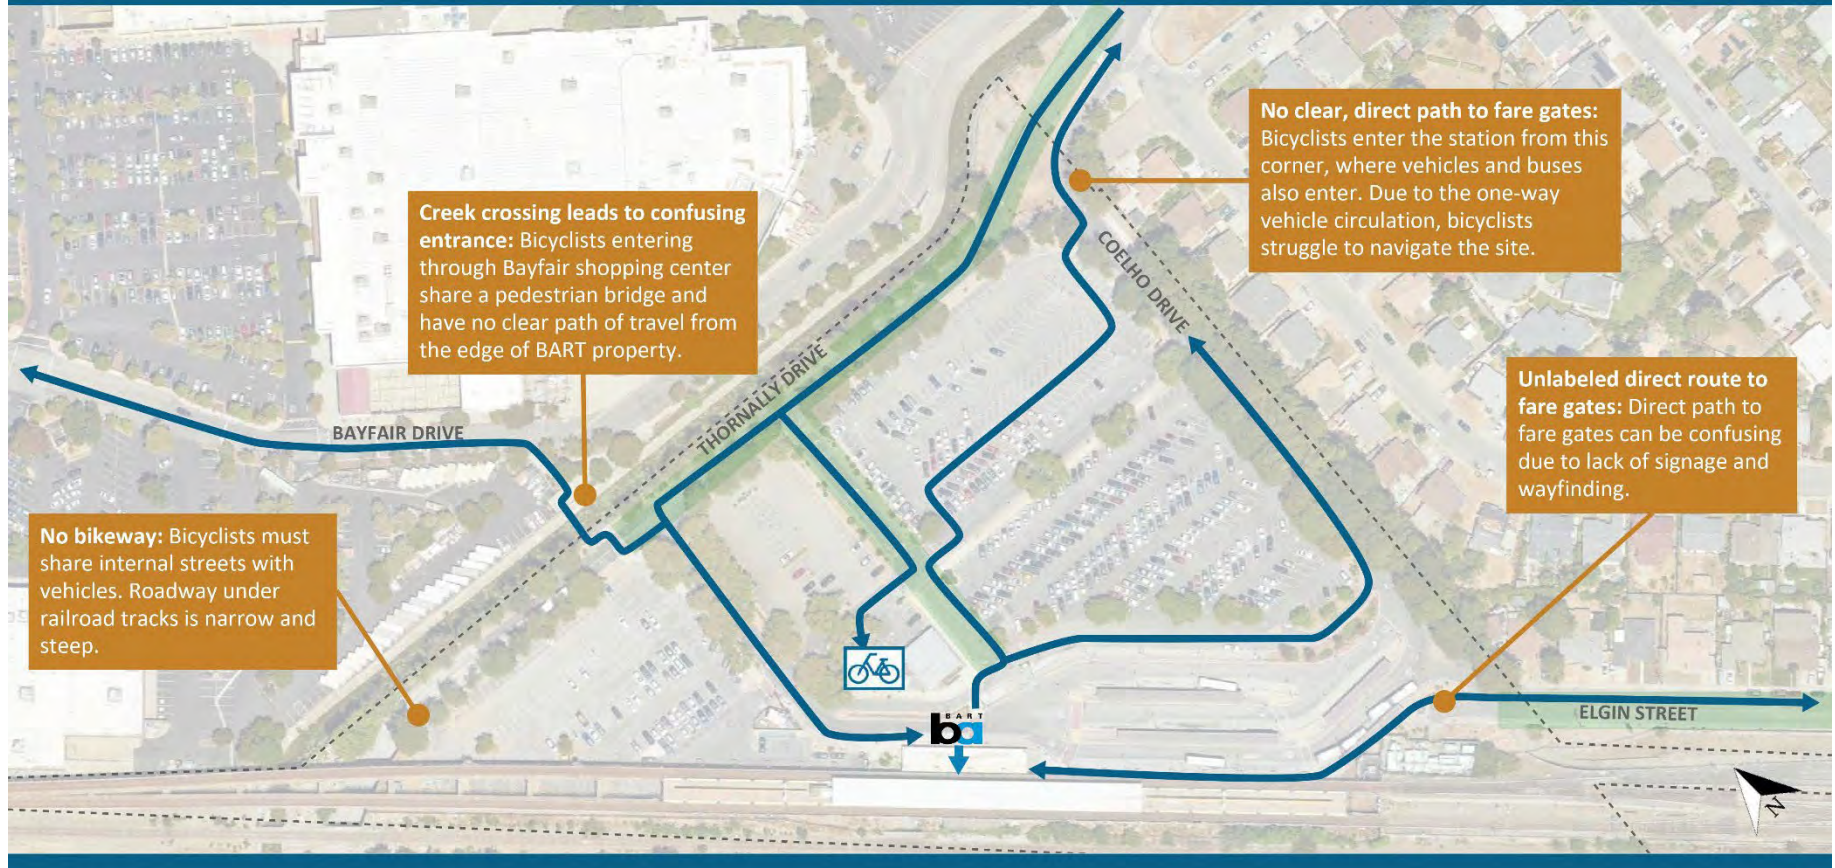 No clear, direct path to fare gates:
Bicyclists enter the station from this
corner, where vehicles and buses
also enter. Due to the one-way
vehicle circulation, bicyclists
struggle to navigate the site.
Creek crossing leads to confusing
entrance: Bicyclists entering
through Bayfair shopping center
share a pedestrian bridge and
have no clear path of travel from
the edge of BART property.
COELHO DRIVE
THORNALLY DRIVE
Unlabeled direct route to
fare gates: Direct path to
fare gates can be confusing
due to lack of signage and
wayfinding.
BAYFAIR DRIVE
No bikeway: Bicyclists must
share internal streets with
vehicles. Roadway under
railroad tracks is narrow and
steep.
BART
ba
ELGIN STREET
N